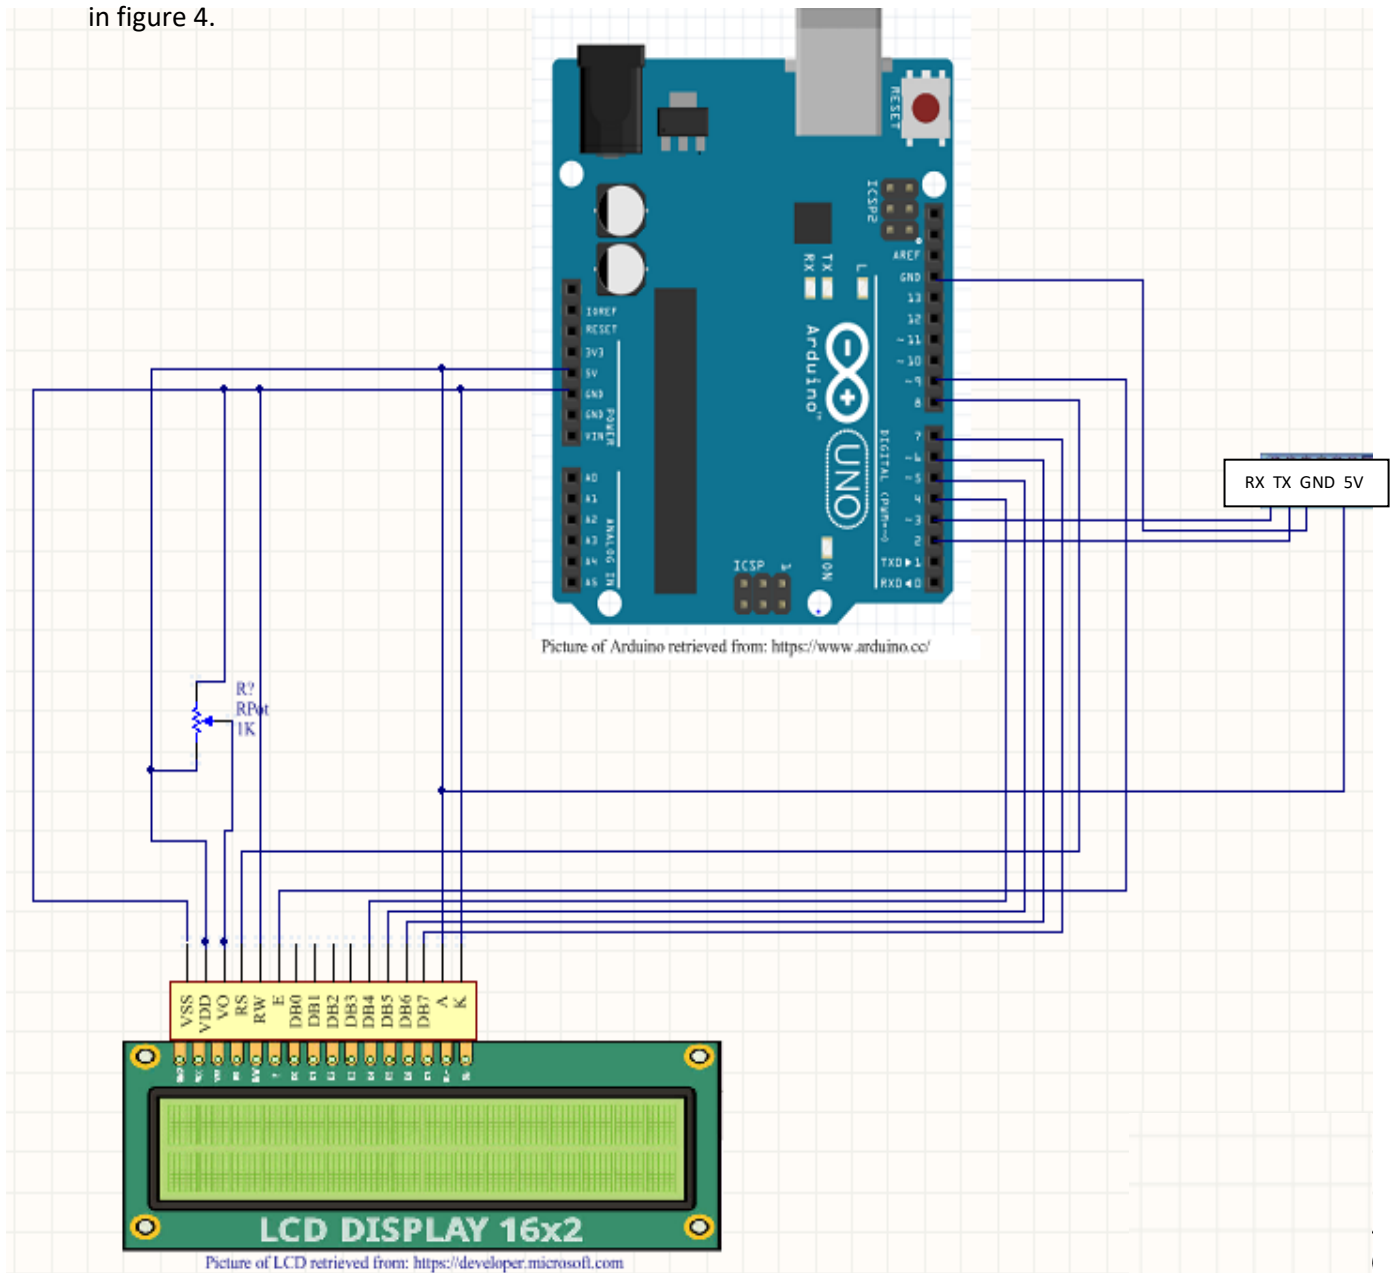 in figure 4.
RESET
ICSP2
AREF
GND
13
12
~11
~10
~9
8
7
~6
~5
4
~3
2
TXD▶1
RXD◀0
RX
TX
L
IOREF
RESET
3V3
5V
GND
GND
VIN
POWER
A0
A1
A2
A3
A4
A5
ANALOG IN
Arduino™
UNO
DIGITAL (PWM=~)
ICSP
1
ON
RX TX GND 5V
Picture of Arduino retrieved from: https://www.arduino.cc/
R?
RPot
1K
VSS
VDD
VO
RS
RW
E
DB0
DB1
DB2
DB3
DB4
DB5
DB6
DB7
A
K
LCD DISPLAY 16x2
Picture of LCD retrieved from: https://developer.microsoft.com